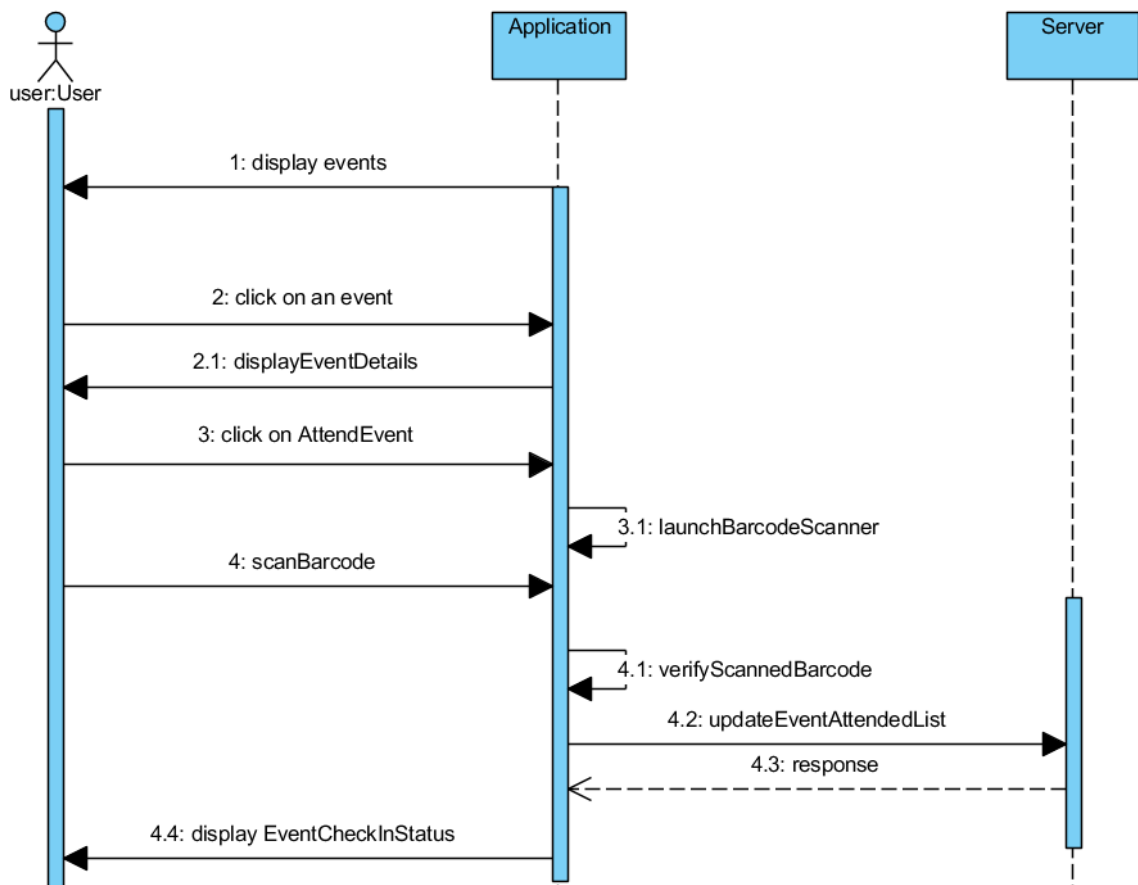 Application
Server
user:User
1: display events
2: click on an event
2.1: displayEventDetails
3: click on AttendEvent
3.1: launchBarcodeScanner
4: scanBarcode
4.1: verifyScannedBarcode
4.2: updateEventAttendedList
4.3: response
4.4: display EventCheckInStatus